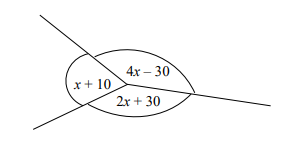 4x – 30
x + 10
2x + 30